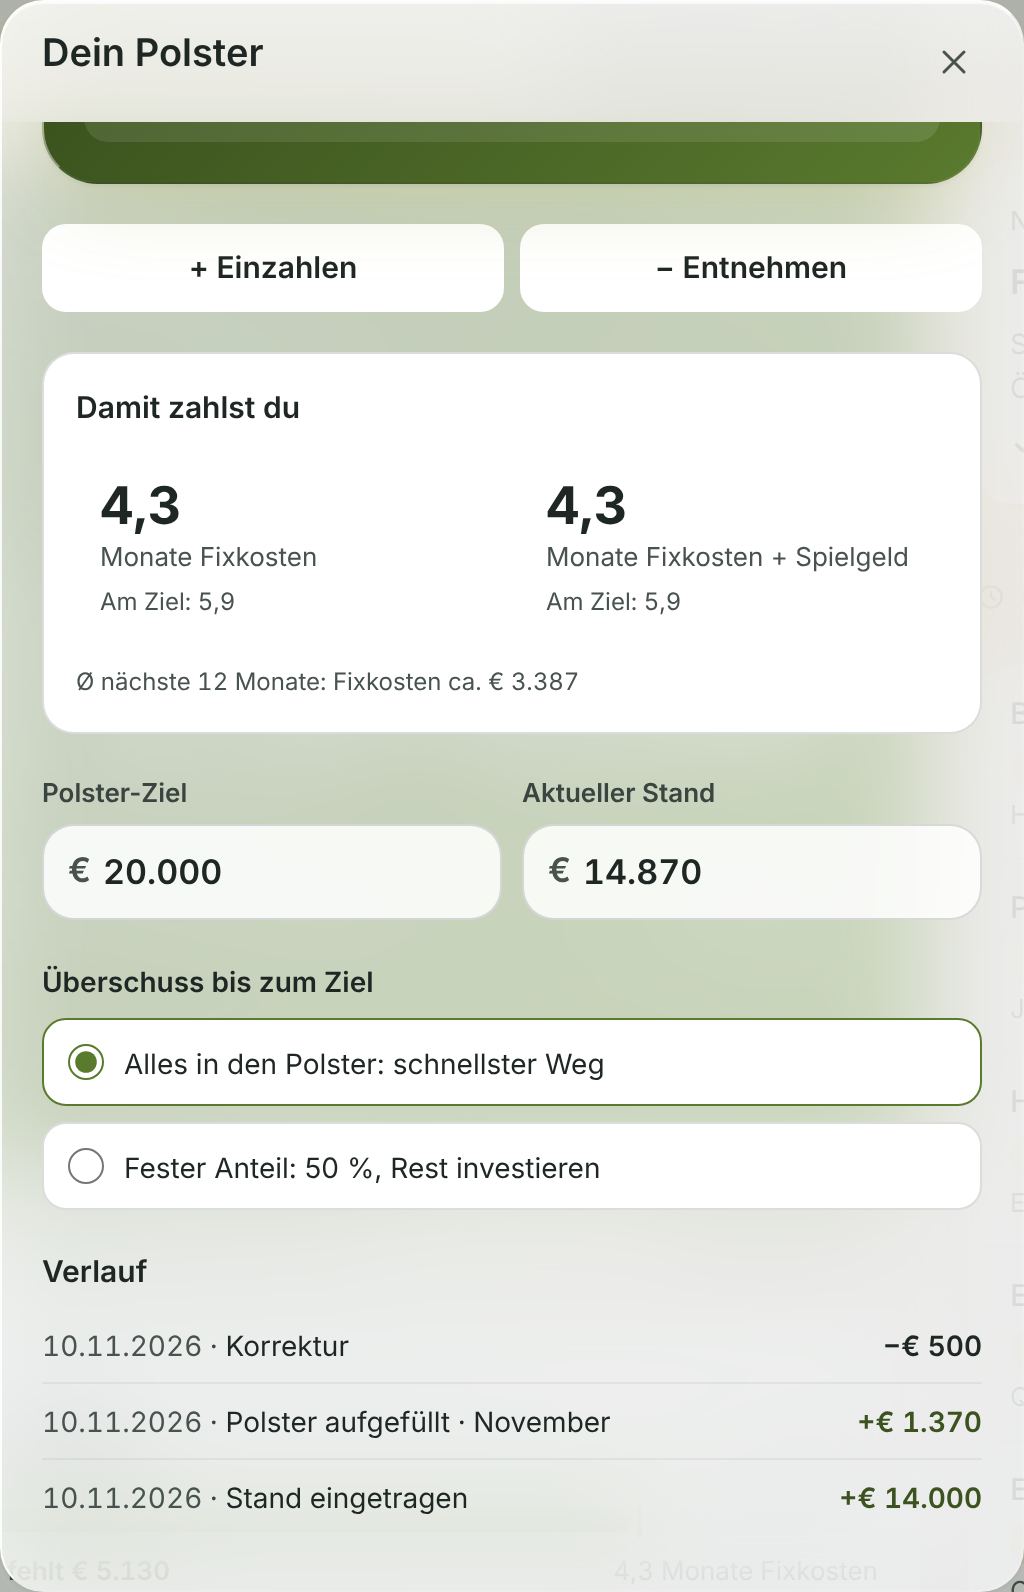 Dein Polster
+ Einzahlen
− Entnehmen
Damit zahlst du
4,3
Monate Fixkosten
Am Ziel: 5,9
4,3
Monate Fixkosten + Spielgeld
Am Ziel: 5,9
Ø nächste 12 Monate: Fixkosten ca. € 3.387
Polster-Ziel
€ 20.000
Aktueller Stand
€ 14.870
Überschuss bis zum Ziel
Alles in den Polster: schnellster Weg
Fester Anteil: 50 %, Rest investieren
Verlauf
10.11.2026 · Korrektur −€ 500
10.11.2026 · Polster aufgefüllt · November +€ 1.370
10.11.2026 · Stand eingetragen +€ 14.000
fehlt € 5.130
4,3 Monate Fixkosten